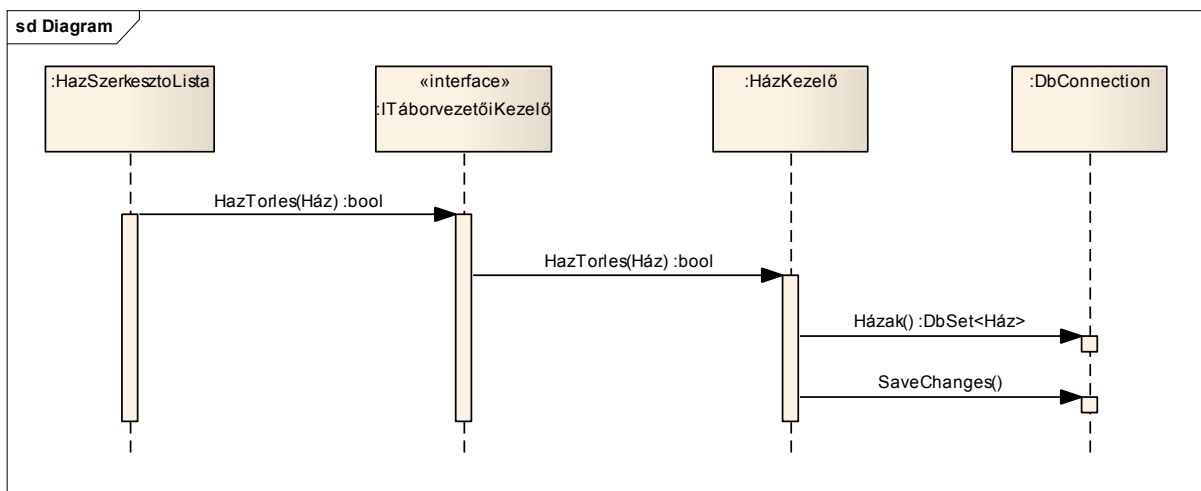 sd Diagram
:HazSzerkesztoLista
«interface»
:ITáborvezetőiKezelő
:HázKezelő
:DbConnection
HazTorles(Ház) :bool
HazTorles(Ház) :bool
Házak() :DbSet<Ház>
SaveChanges()